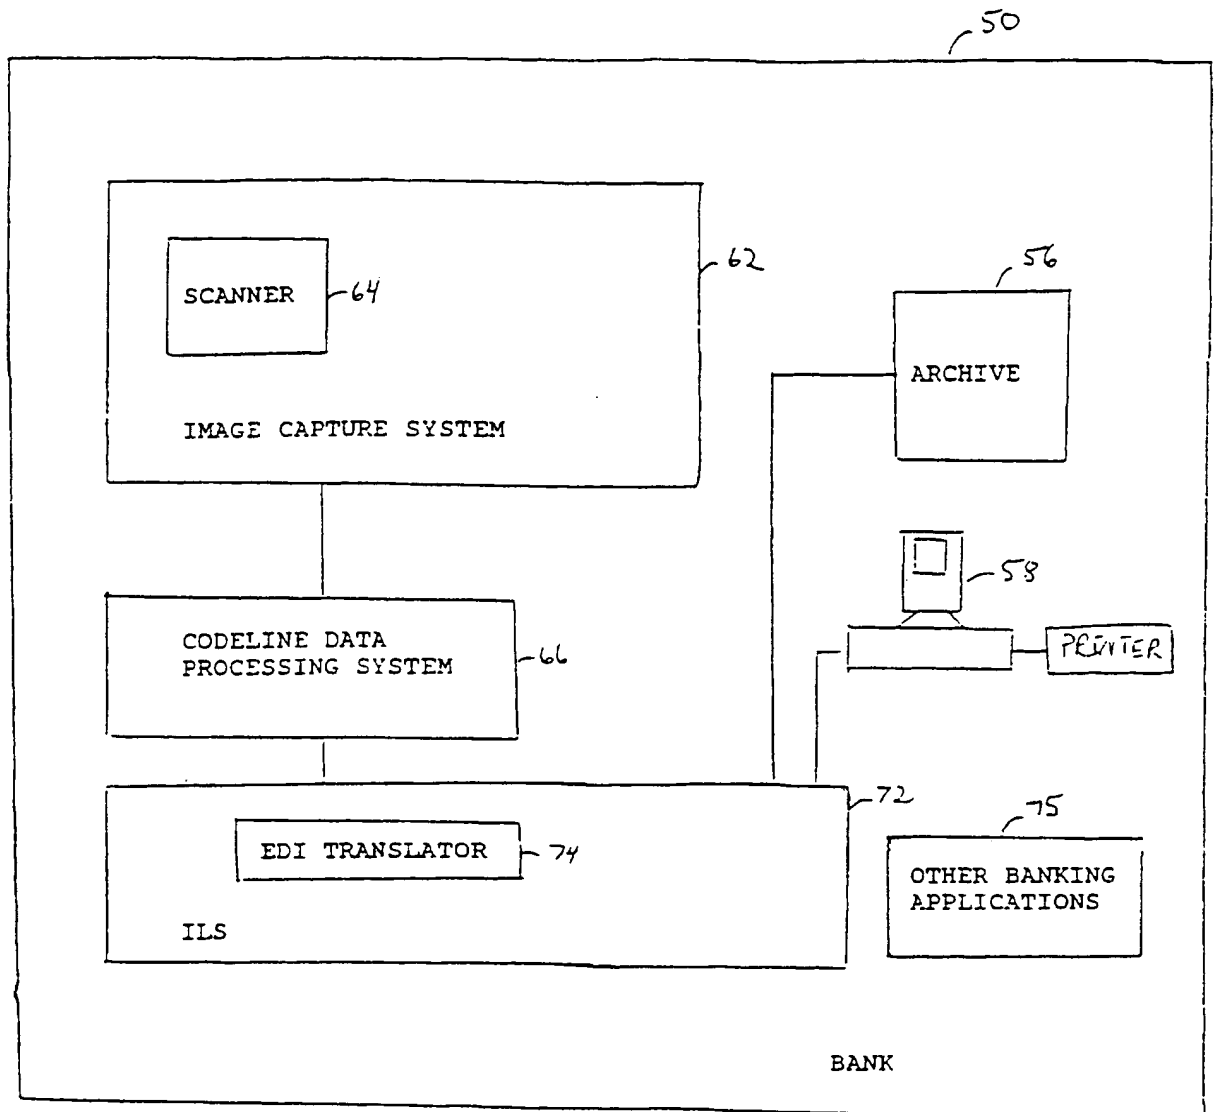 50
SCANNER
64
62
IMAGE CAPTURE SYSTEM
56
ARCHIVE
58
PRINTER
CODELINE DATA
PROCESSING SYSTEM
66
72
EDI TRANSLATOR
74
ILS
75
OTHER BANKING
APPLICATIONS
BANK